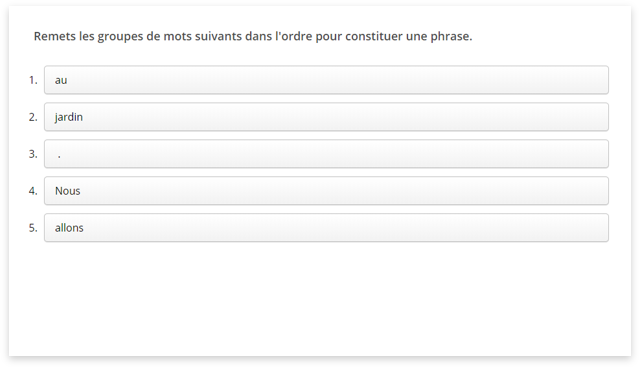 Remets les groupes de mots suivants dans l'ordre pour constituer une phrase.
1. au
2. jardin
3. .
4. Nous
5. allons